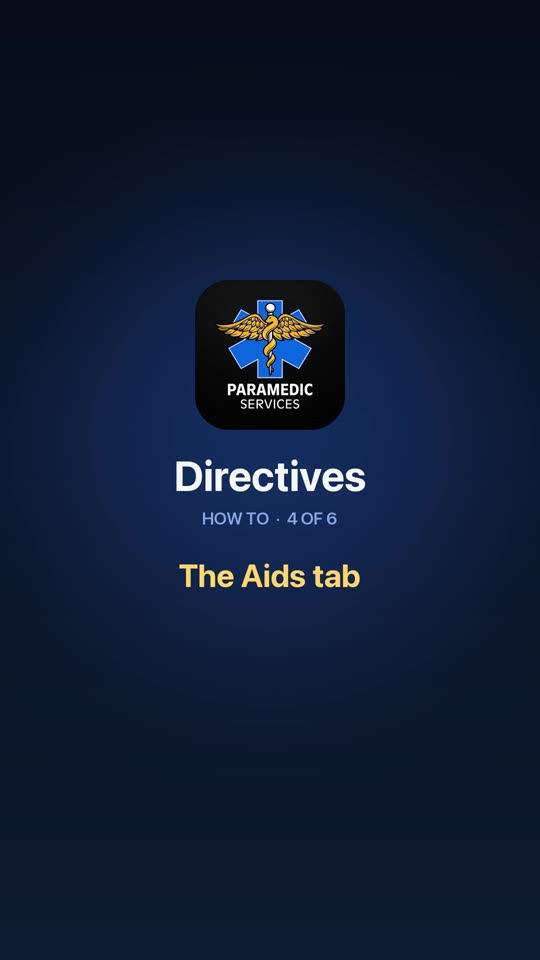 PARAMEDIC
SERVICES
Directives
HOW TO · 4 OF 6
The Aids tab